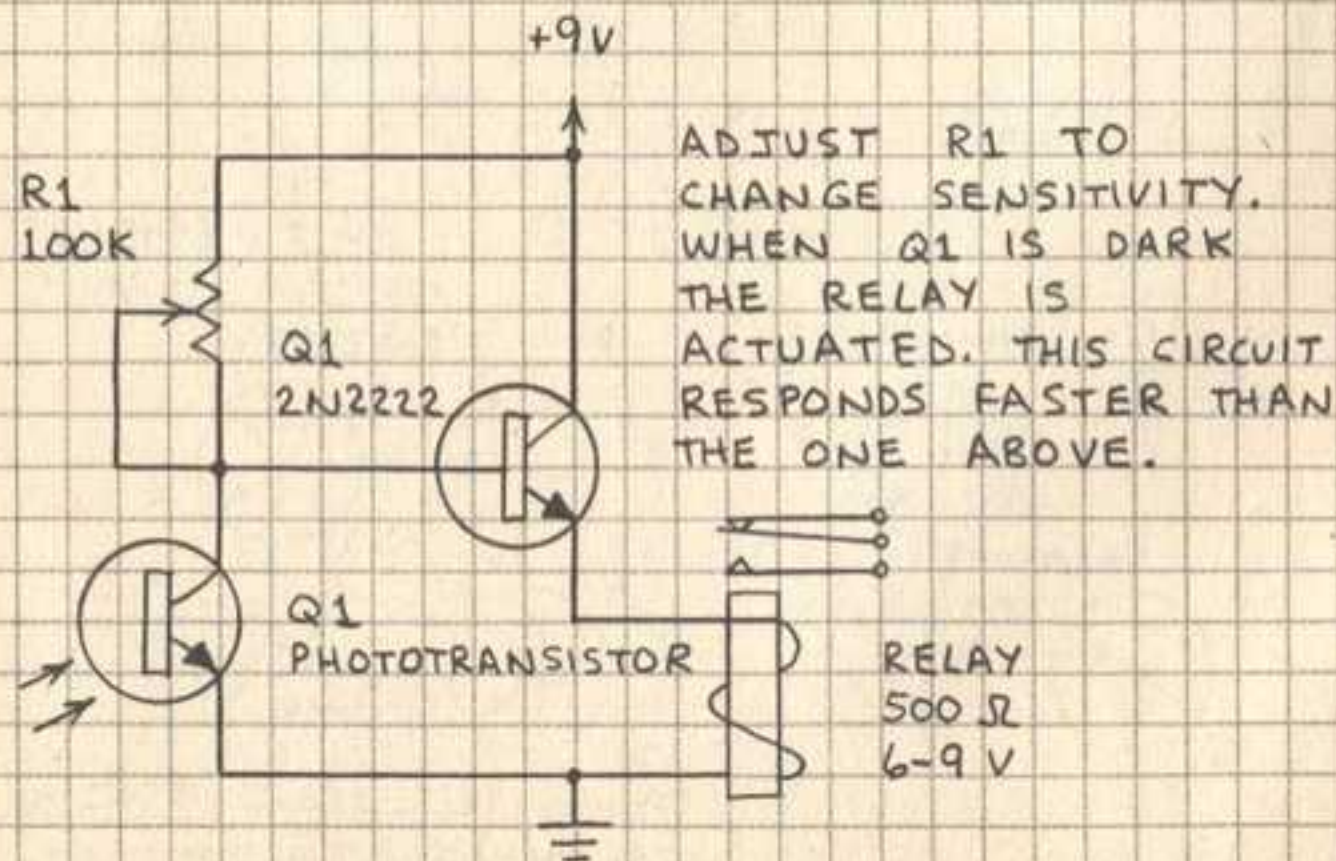 +9V
R1
100K
ADJUST R1 TO
CHANGE SENSITIVITY.
WHEN Q1 IS DARK
THE RELAY IS
ACTUATED. THIS CIRCUIT
RESPONDS FASTER THAN
THE ONE ABOVE.
Q1
2N2222
Q1
PHOTOTRANSISTOR
RELAY
500 Ω
6-9 V